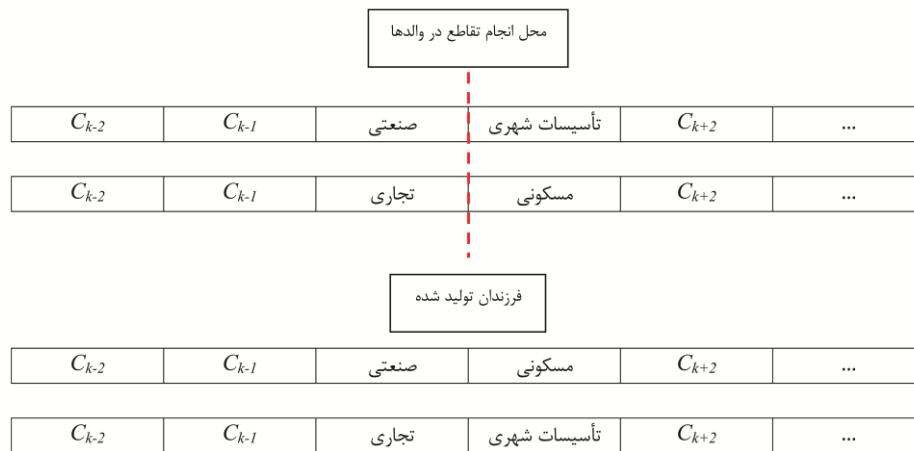 محل انجام تقاطع در والدها
C_{k-2} C_{k-1} صنعتی تأسیسات شهری C_{k+2} ...
C_{k-2} C_{k-1} تجاری مسکونی C_{k+2} ...
فرزندان تولید شده
C_{k-2} C_{k-1} صنعتی مسکونی C_{k+2} ...
C_{k-2} C_{k-1} تجاری تأسیسات شهری C_{k+2} ...